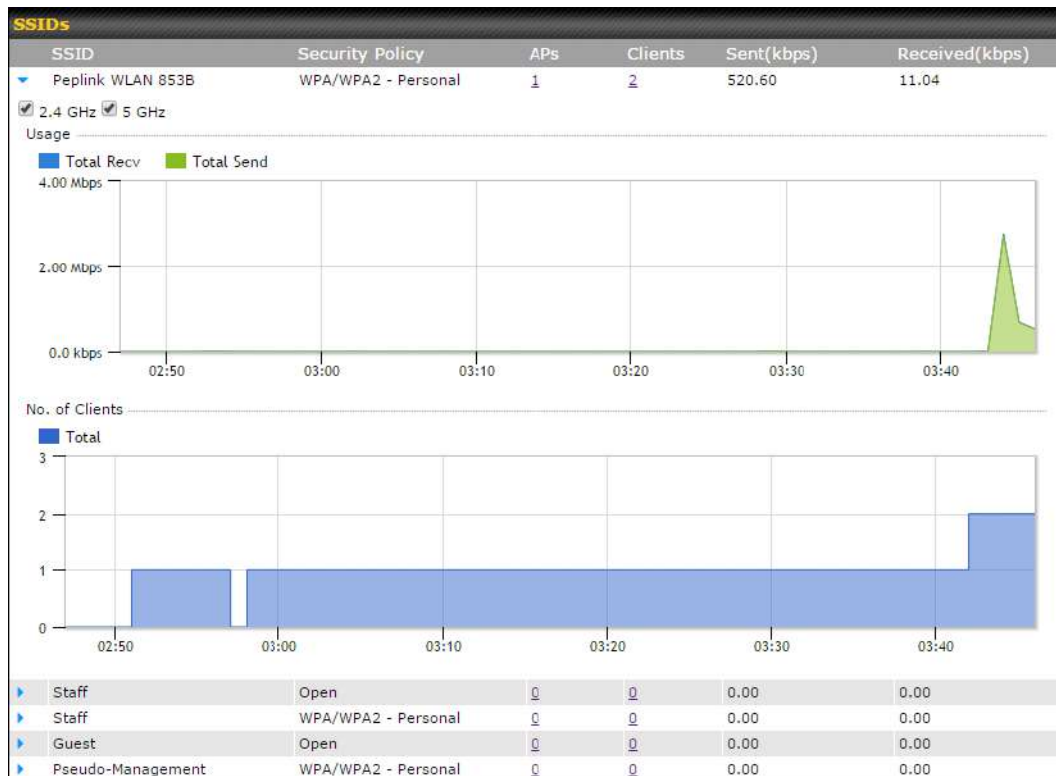 SSIDs
SSID Security Policy APs Clients Sent(kbps) Received(kbps)
Peplink WLAN 853B WPA/WPA2 - Personal 1 2 520.60 11.04
2.4 GHz 5 GHz
Usage
Total Recv Total Send
4.00 Mbps
2.00 Mbps
0.0 kbps
02:50 03:00 03:10 03:20 03:30 03:40
No. of Clients
Total
3
2
1
0
02:50 03:00 03:10 03:20 03:30 03:40
Staff Open 0 0 0.00 0.00
Staff WPA/WPA2 - Personal 0 0 0.00 0.00
Guest Open 0 0 0.00 0.00
Pseudo-Management WPA/WPA2 - Personal 0 0 0.00 0.00